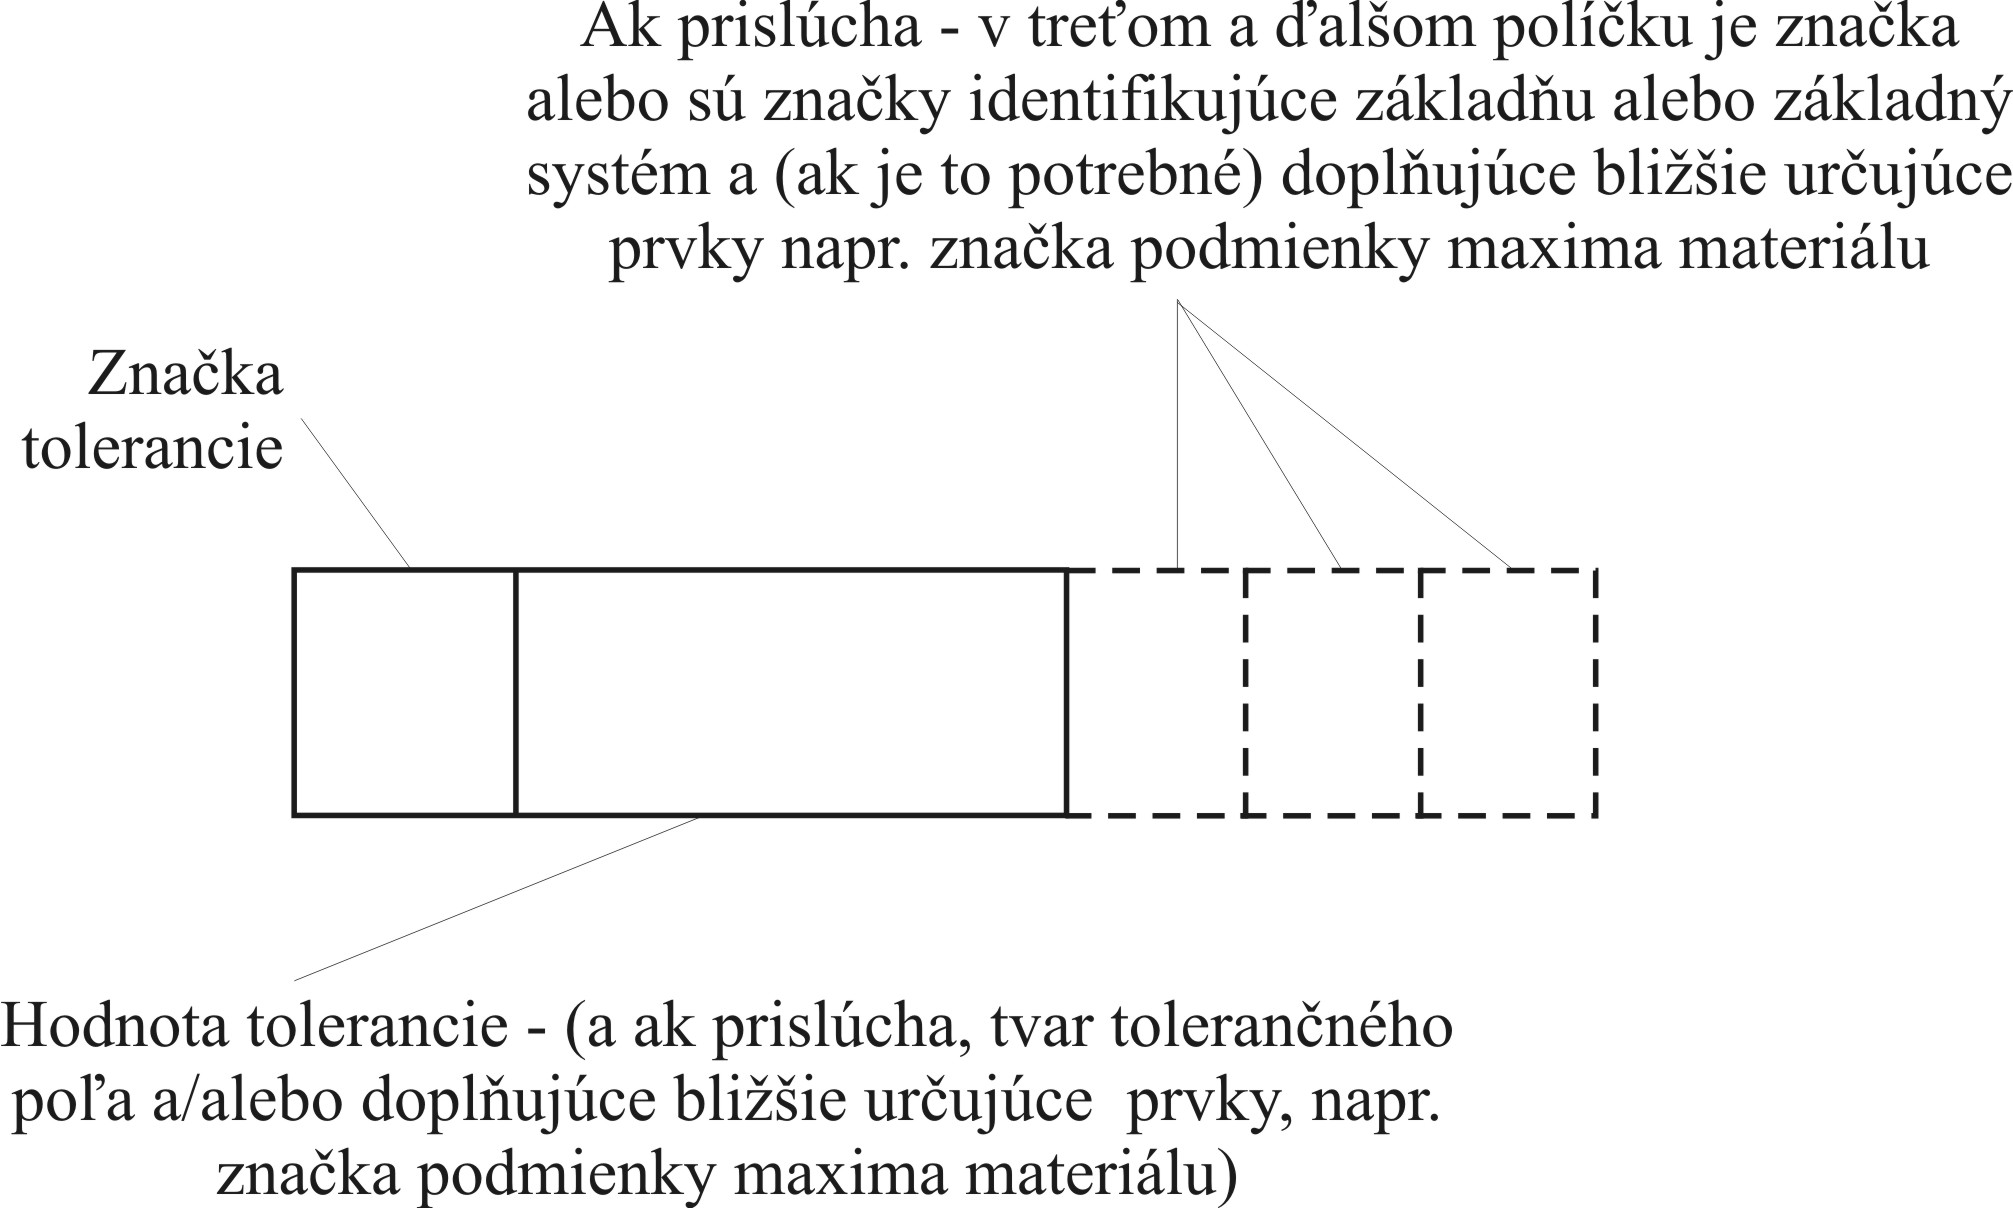 Ak prislúcha - v treťom a ďalšom políčku je značka
alebo sú značky identifikujúce základňu alebo základný
systém a (ak je to potrebné) doplňujúce bližšie určujúce
prvky napr. značka podmienky maxima materiálu
Značka
tolerancie
Hodnota tolerancie - (a ak prislúcha, tvar tolerančného
poľa a/alebo doplňujúce bližšie určujúce  prvky, napr.
značka podmienky maxima materiálu)